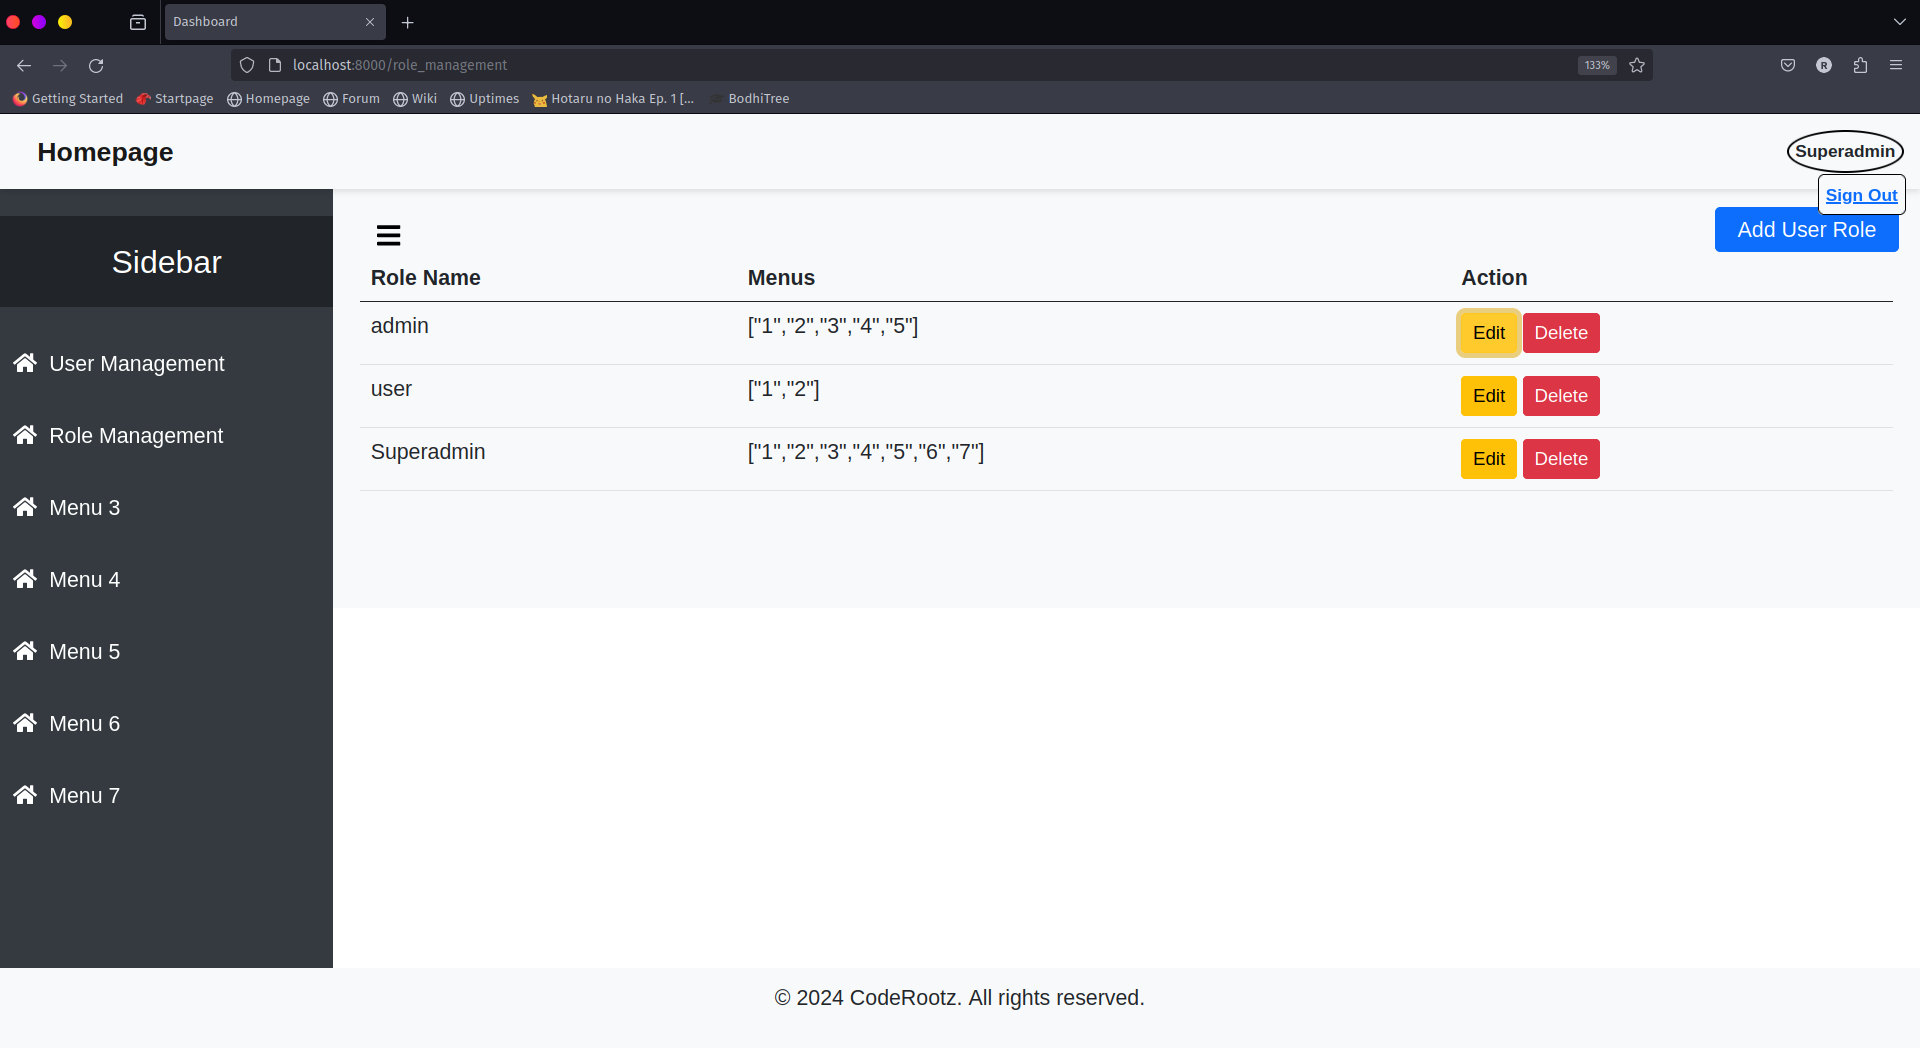 Dashboard
localhost:8000/role_management
133%
R
Getting Started Startpage Homepage Forum Wiki Uptimes Hotaru no Haka Ep. 1 [... BodhiTree
Homepage
Superadmin
Sign Out
Add User Role
Sidebar
User Management
Role Management
Menu 3
Menu 4
Menu 5
Menu 6
Menu 7
Role Name Menus Action
admin ["1","2","3","4","5"] Edit Delete
user ["1","2"] Edit Delete
Superadmin ["1","2","3","4","5","6","7"] Edit Delete
© 2024 CodeRootz. All rights reserved.